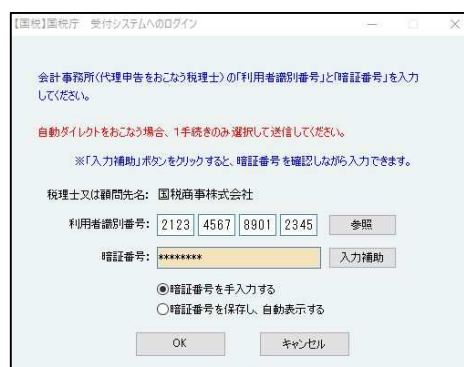 【国税】国税庁　受付システムへのログイン
会計事務所(代理申告をおこなう税理士)の「利用者識別番号」と「暗証番号」を入力
してください。
自動ダイレクトをおこなう場合、1手続きのみ選択して送信してください。
※「入力補助」ボタンをクリックすると、暗証番号を確認しながら入力できます。
税理士又は顧問先名: 国税商事株式会社
利用者識別番号: 2123 4567 8901 2345 参照
暗証番号: ******** 入力補助
暗証番号を手入力する
暗証番号を保存し、自動表示する
OK キャンセル